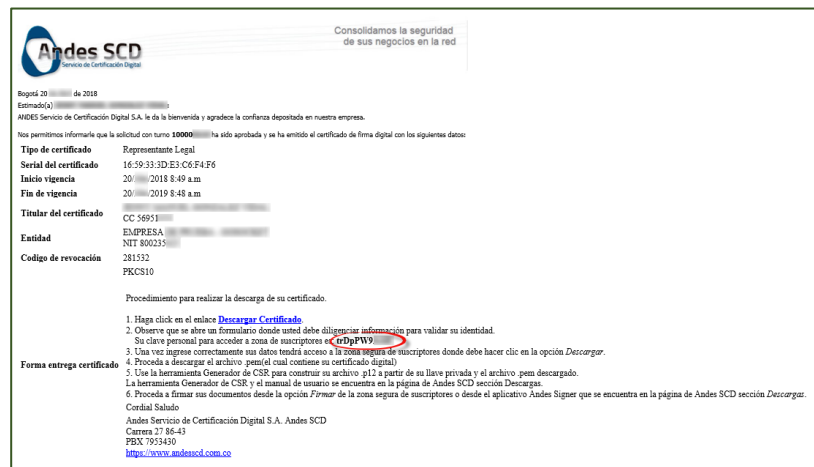 Andes SCD
Servicio de Certificación Digital
Consolidamos la seguridad
de sus negocios en la red
Bogotá 20 de 2018
Estimado(a)
ANDES Servicio de Certificación Digital S.A. le da la bienvenida y agradece la confianza depositada en nuestra empresa.
Nos permitimos informarle que la solicitud con turno 10000 ha sido aprobada y se ha emitido el certificado de firma digital con los siguientes datos:
Tipo de certificado Representante Legal
Serial del certificado 16:59:33:3D:E3:C6:F4:F6
Inicio vigencia 20/ /2018 8:49 a.m
Fin de vigencia 20/ /2019 8:48 a.m
Titular del certificado
CC 56951
Entidad EMPRESA
NIT 800235
Codigo de revocación 281532
PKCS10
Forma entrega certificado
Procedimiento para realizar la descarga de su certificado.
1. Haga click en el enlace Descargar Certificado.
2. Observe que se abre un formulario donde usted debe diligenciar información para validar su identidad.
Su clave personal para acceder a zona de suscriptores es: trDpPW9
3. Una vez ingrese correctamente sus datos tendrá acceso a la zona segura de suscriptores donde debe hacer clic en la opción Descargar.
4. Proceda a descargar el archivo .pem(el cual contiene su certificado digital)
5. Use la herramienta Generador de CSR para construir su archivo .p12 a partir de su llave privada y el archivo .pem descargado.
La herramienta Generador de CSR y el manual de usuario se encuentra en la página de Andes SCD sección Descargas.
6. Proceda a firmar sus documentos desde la opción Firmar de la zona segura de suscriptores o desde el aplicativo Andes Signer que se encuentra en la página de Andes SCD sección Descargas.
Cordial Saludo
Andes Servicio de Certificación Digital S.A. Andes SCD
Carrera 27 86-43
PBX 7953430
https://www.andesscd.com.co